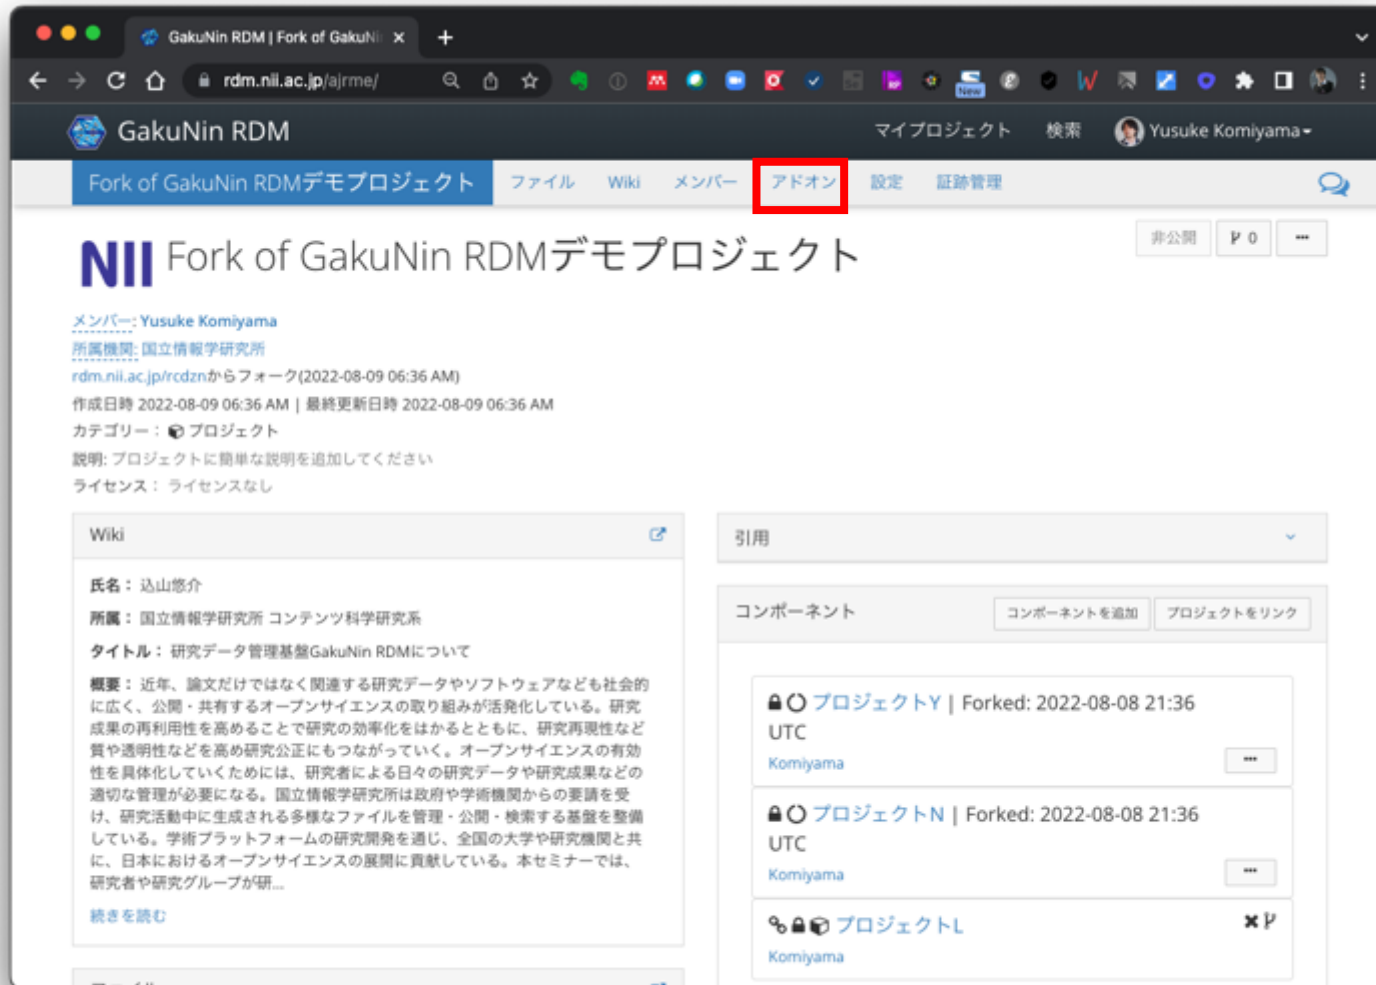 GakuNin RDM | Fork of GakuNi
rdm.nii.ac.jp/ajrme/
New
GakuNin RDM
マイプロジェクト 検索 Yusuke Komiyama
Fork of GakuNin RDMデモプロジェクト ファイル Wiki メンバー アドオン 設定 証跡管理
NII Fork of GakuNin RDMデモプロジェクト
非公開 0
メンバー: Yusuke Komiyama
所属機関: 国立情報学研究所
rdm.nii.ac.jp/rcdznからフォーク(2022-08-09 06:36 AM)
作成日時 2022-08-09 06:36 AM | 最終更新日時 2022-08-09 06:36 AM
カテゴリー： プロジェクト
説明: プロジェクトに簡単な説明を追加してください
ライセンス： ライセンスなし
Wiki
氏名： 込山悠介
所属： 国立情報学研究所 コンテンツ科学研究系
タイトル： 研究データ管理基盤GakuNin RDMについて
概要： 近年、論文だけではなく関連する研究データやソフトウェアなども社会的
に広く、公開・共有するオープンサイエンスの取り組みが活発化している。研究
成果の再利用性を高めることで研究の効率化をはかるとともに、研究再現性など
質や透明性などを高め研究公正にもつながっていく。オープンサイエンスの有効
性を具体化していくためには、研究者による日々の研究データや研究成果などの
適切な管理が必要になる。国立情報学研究所は政府や学術機関からの要請を受
け、研究活動中に生成される多様なファイルを管理・公開・検索する基盤を整備
している。学術プラットフォームの研究開発を通じ、全国の大学や研究機関と共
に、日本におけるオープンサイエンスの展開に貢献している。本セミナーでは、
研究者や研究グループが研...
続きを読む
引用
コンポーネント コンポーネントを追加 プロジェクトをリンク
プロジェクトY | Forked: 2022-08-08 21:36
UTC
Komiyama
プロジェクトN | Forked: 2022-08-08 21:36
UTC
Komiyama
プロジェクトL
Komiyama